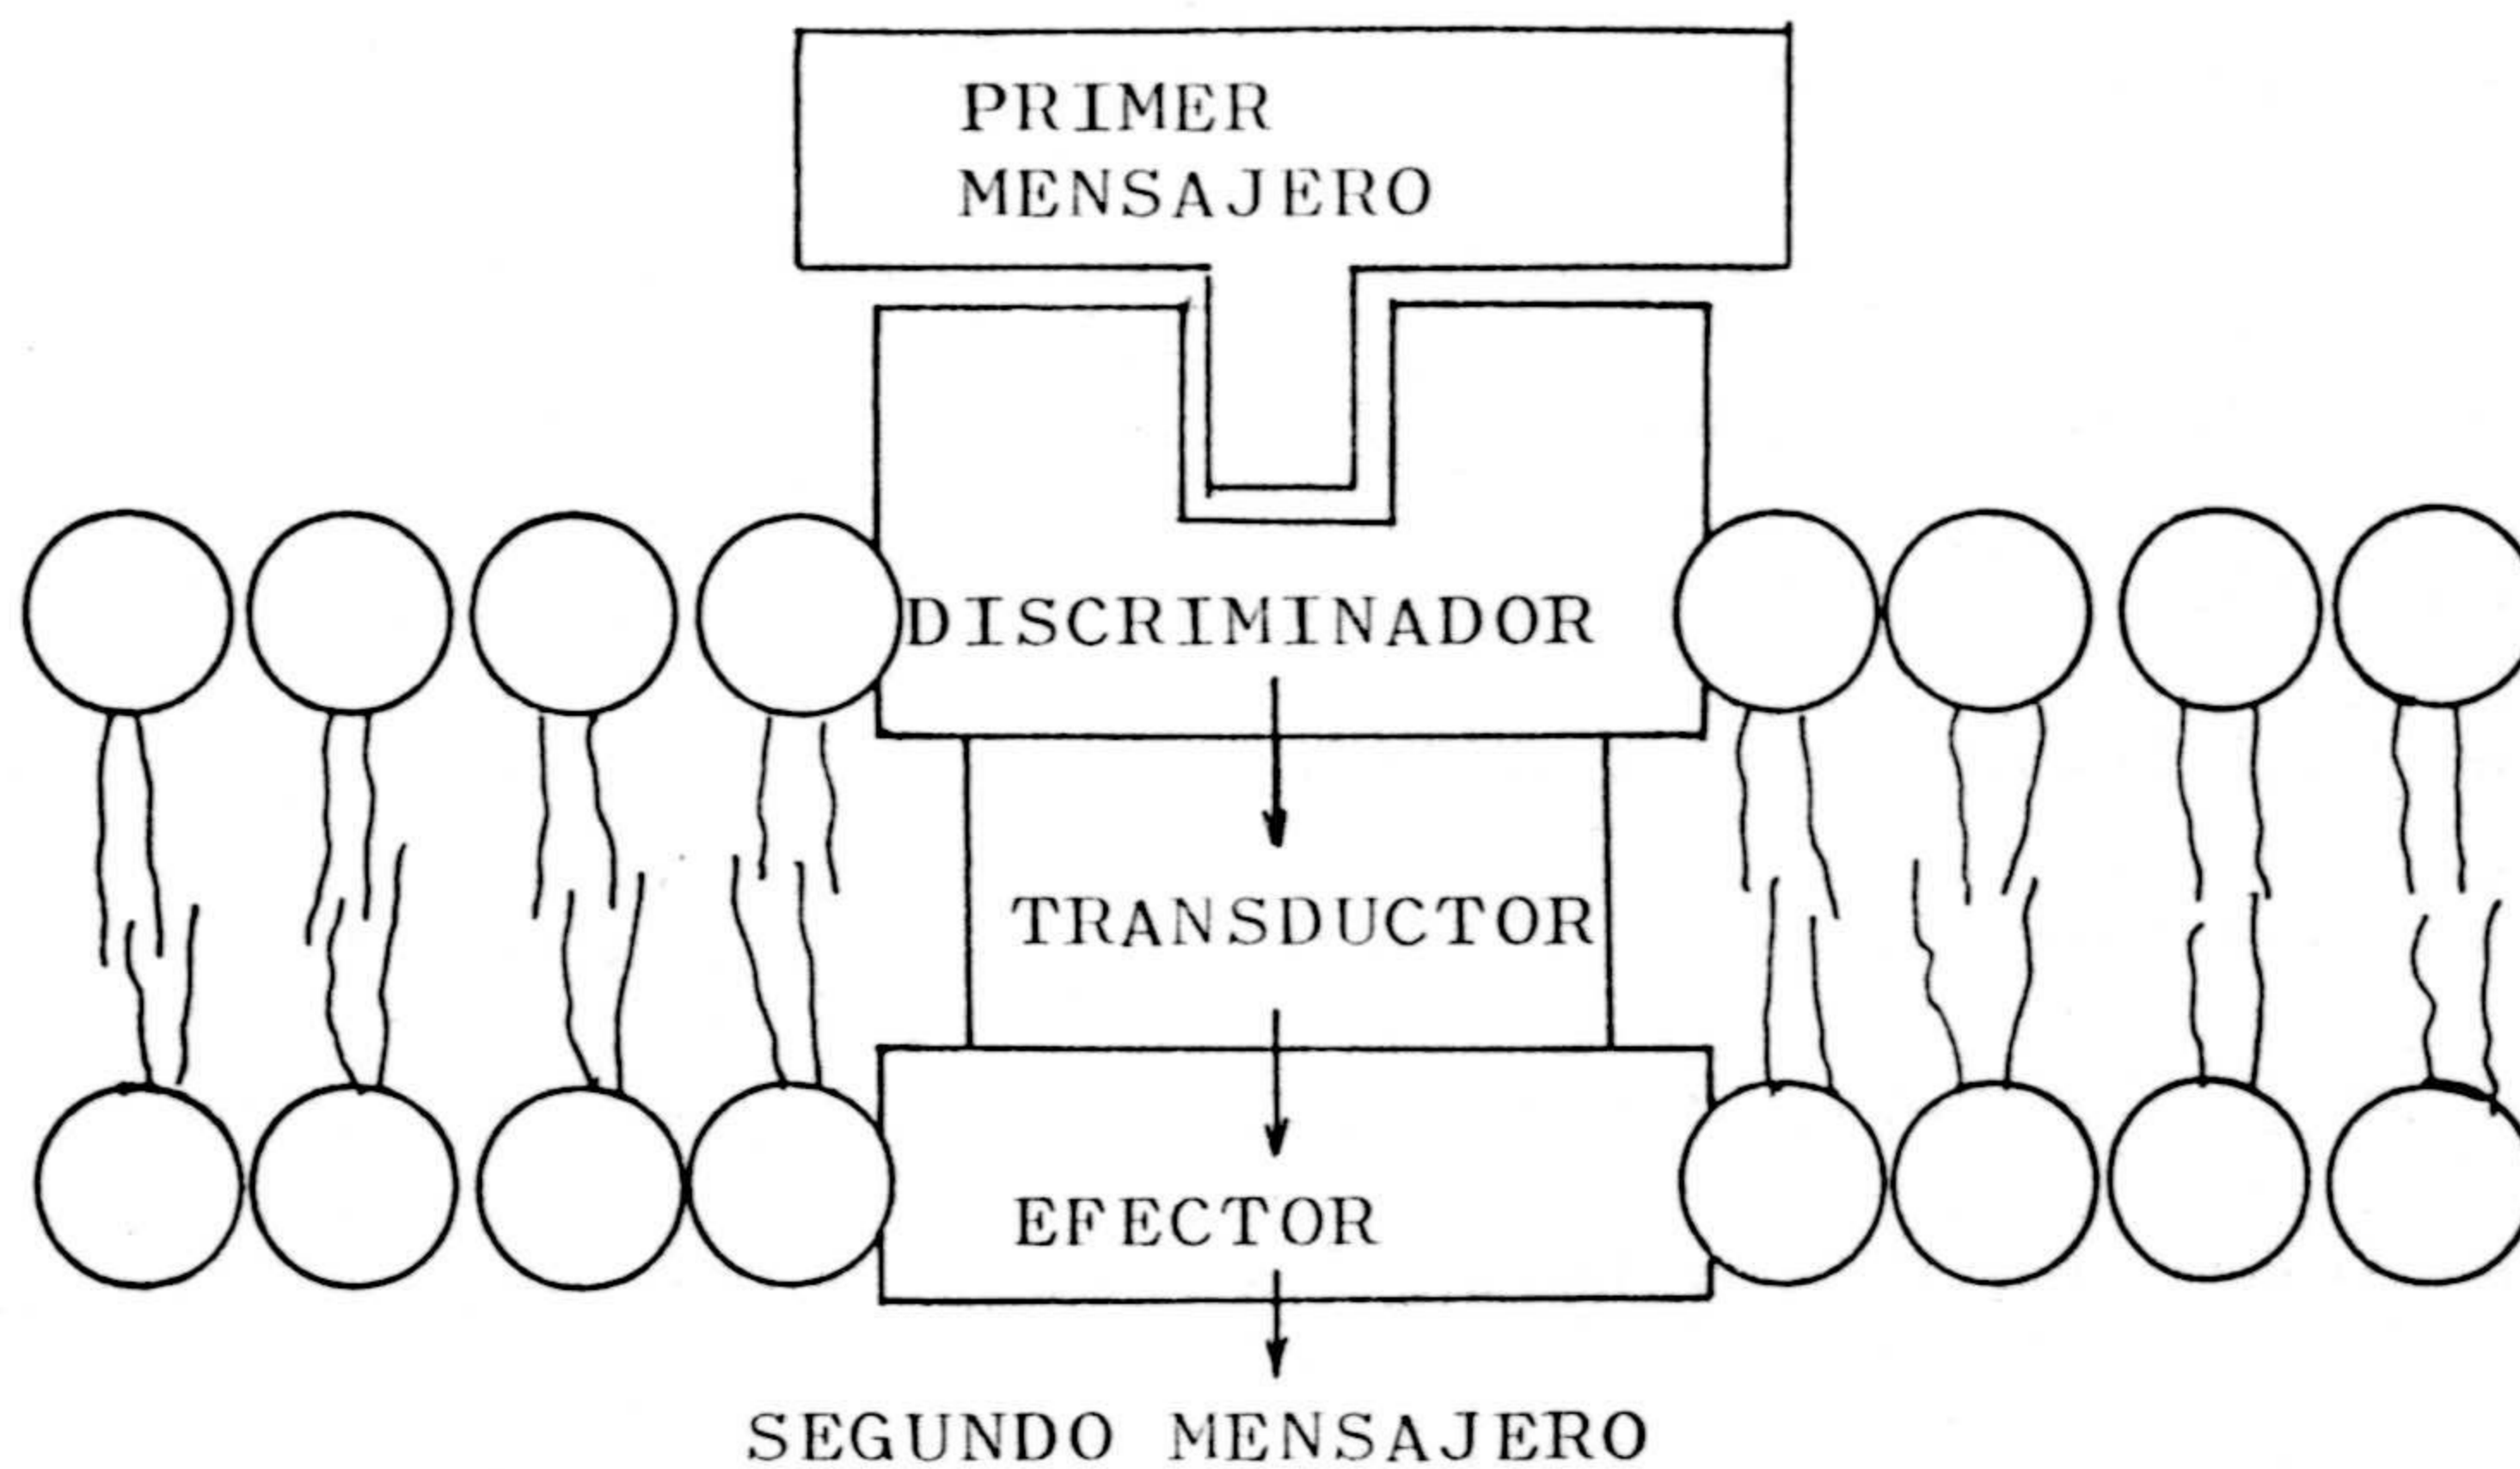 PRIMER
MENSAJERO
DISCRIMINADOR
TRANSDUCTOR
EFECTOR
SEGUNDO MENSAJERO